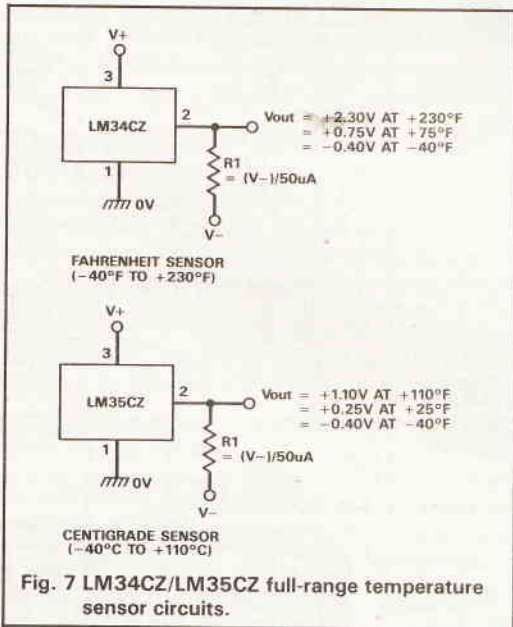 V+
3
LM34CZ
2
Vout = +2.30V AT +230°F
= +0.75V AT +75°F
= -0.40V AT -40°F
1
R1
= (V-)/50uA
0V
V-
FAHRENHEIT SENSOR
(-40°F TO +230°F)
V+
3
LM35CZ
2
Vout = +1.10V AT +110°F
= +0.25V AT +25°F
= -0.40V AT -40°F
1
R1
= (V-)/50uA
0V
V-
CENTIGRADE SENSOR
(-40°C TO +110°C)
Fig. 7 LM34CZ/LM35CZ full-range temperature
sensor circuits.